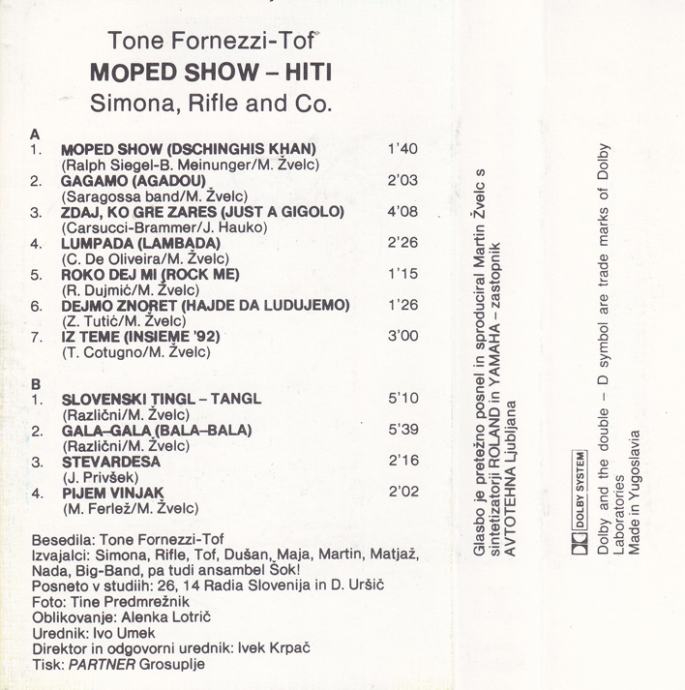 Tone Fornezzi-Tof
MOPED SHOW – HITI
Simona, Rifle and Co.
A
1. MOPED SHOW (DSCHINGHIS KHAN) 1'40
(Ralph Siegel-B. Meinunger/M. Žvelc)
2. GAGAMO (AGADOU) 2'03
(Saragossa band/M. Žvelc)
3. ZDAJ, KO GRE ZARES (JUST A GIGOLO) 4'08
(Carsucci-Brammer/J. Hauko)
4. LUMPADA (LAMBADA) 2'26
(C. De Oliveira/M. Žvelc)
5. ROKO DEJ MI (ROCK ME) 1'15
(R. Dujmić/M. Žvelc)
6. DEJMO ZNORET (HAJDE DA LUDUJEMO) 1'26
(Z. Tutić/M. Žvelc)
7. IZ TEME (INSIEME '92) 3'00
(T. Cotugno/M. Žvelc)
B
1. SLOVENSKI TINGL – TANGL 5'10
(Različni/M. Žvelc)
2. GALA–GALA (BALA–BALA) 5'39
(Različni/M. Žvelc)
3. STEVARDESA 2'16
(J. Privšek)
4. PIJEM VINJAK 2'02
(M. Ferlež/M. Žvelc)
Besedila: Tone Fornezzi-Tof
Izvajalci: Simona, Rifle, Tof, Dušan, Maja, Martin, Matjaž,
Nada, Big-Band, pa tudi ansambel Šok!
Posneto v studiih: 26, 14 Radia Slovenija in D. Uršič
Foto: Tine Predmrežnik
Oblikovanje: Alenka Lotrič
Urednik: Ivo Umek
Direktor in odgovorni urednik: Ivek Krpač
Tisk: PARTNER Grosuplje
Glasbo je pretežno posnel in sproduciral Martin Žvelc s
sintetizatorji ROLAND in YAMAHA – zastopnik
AVTOTEHNA Ljubljana
DOLBY SYSTEM
Dolby and the double – D symbol are trade marks of Dolby
Laboratories
Made in Yugoslavia